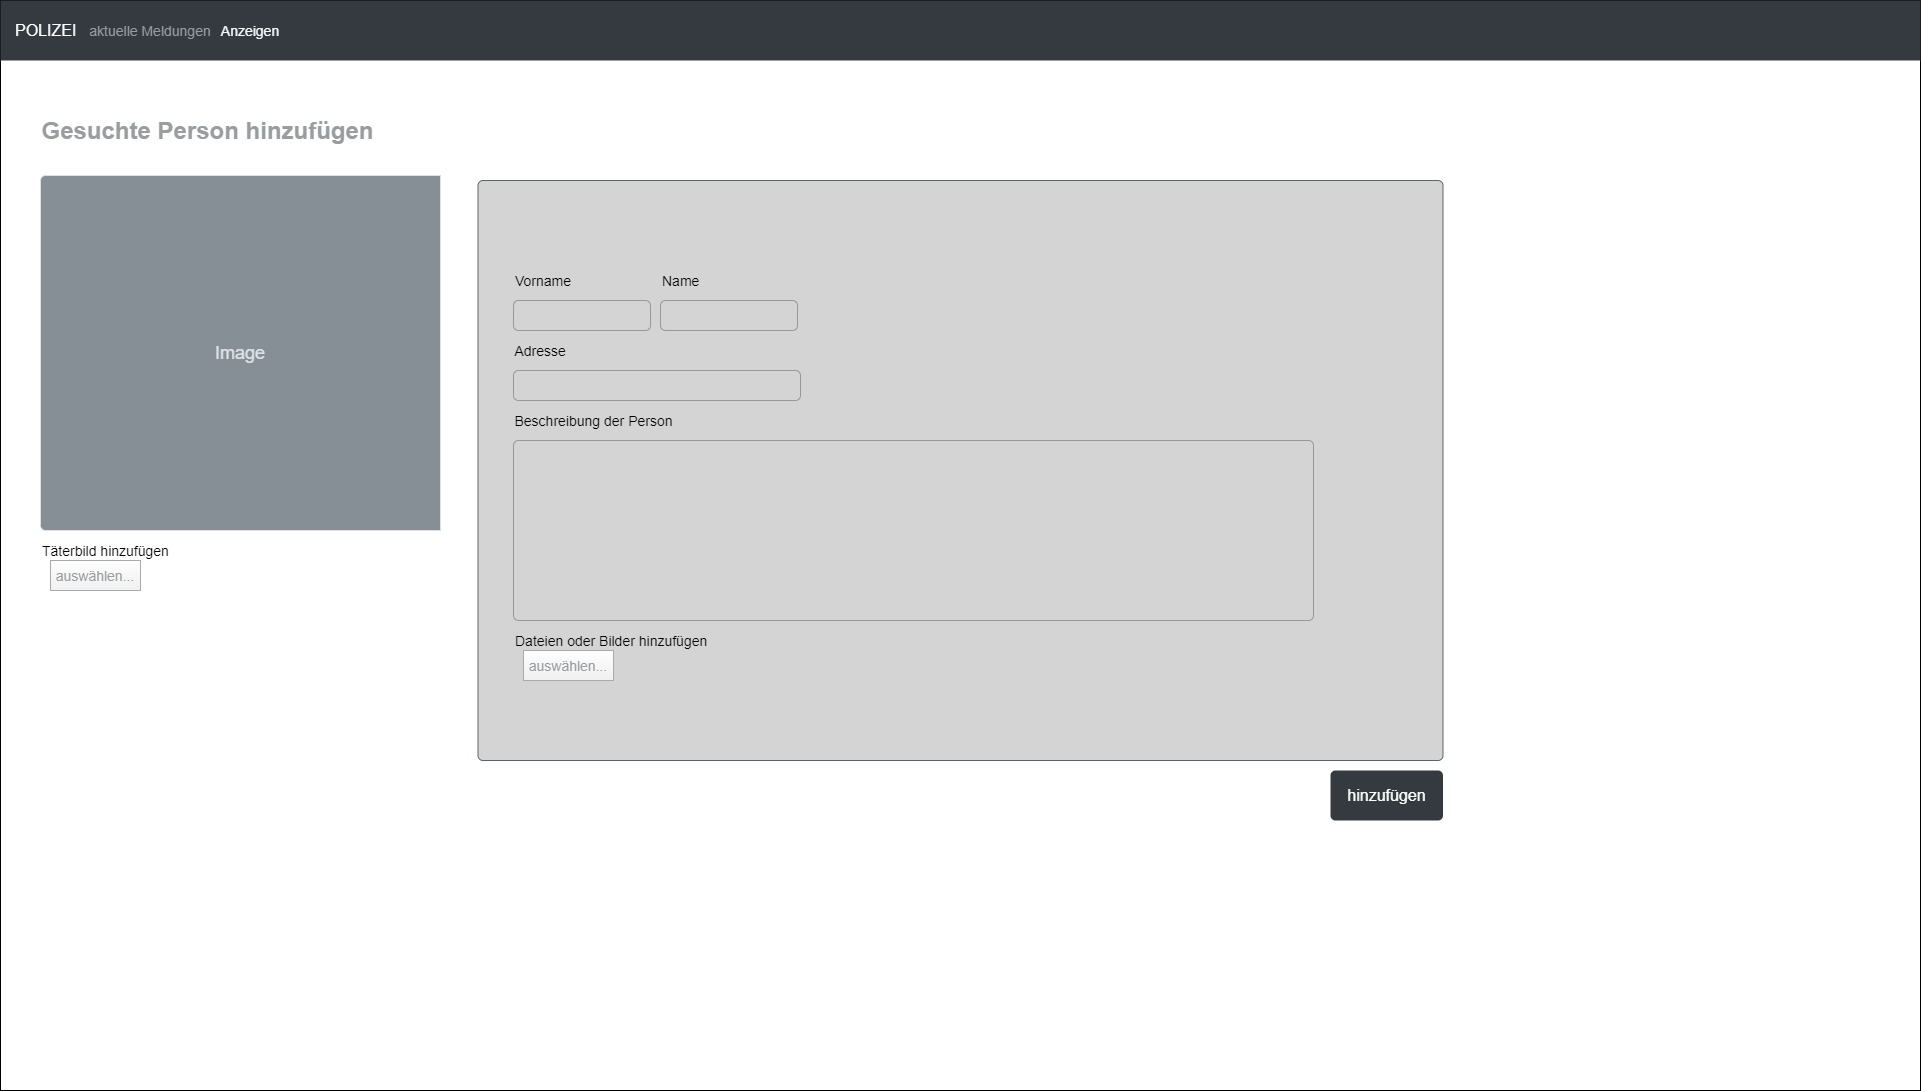 POLIZEI aktuelle Meldungen Anzeigen
Gesuchte Person hinzufügen
Image
Täterbild hinzufügen
auswählen...
Vorname Name
Adresse
Beschreibung der Person
Dateien oder Bilder hinzufügen
auswählen...
hinzufügen